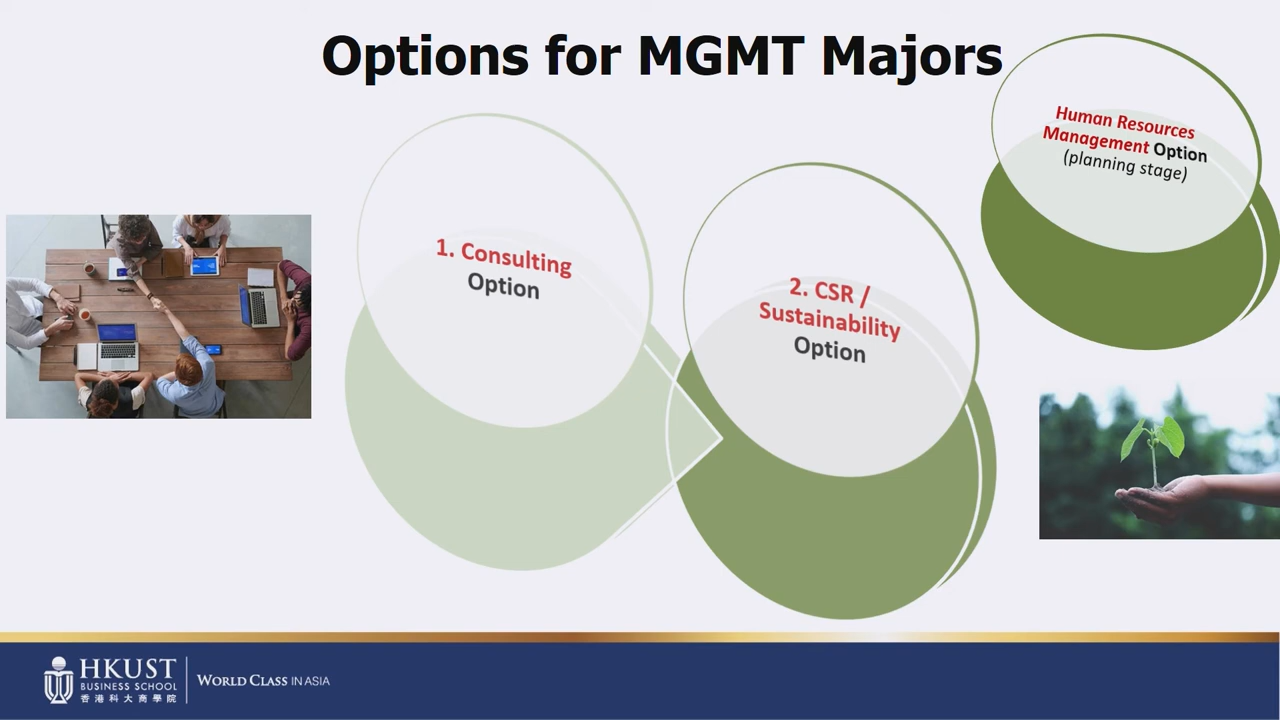 Options for MGMT Majors
Human Resources
Management Option
(planning stage)
1. Consulting
Option
2. CSR /
Sustainability
Option
HKUST
BUSINESS SCHOOL
香港科大商學院
WORLD CLASS IN ASIA